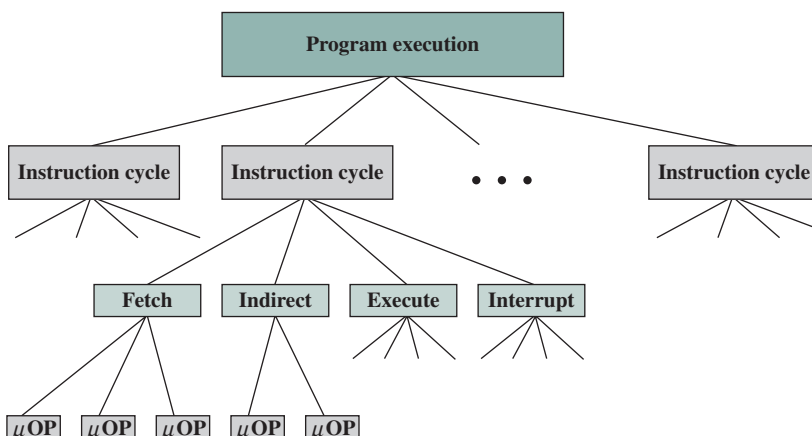 Program execution
Instruction cycle
Instruction cycle
• • •
Instruction cycle
Fetch
Indirect
Execute
Interrupt
μOP
μOP
μOP
μOP
μOP